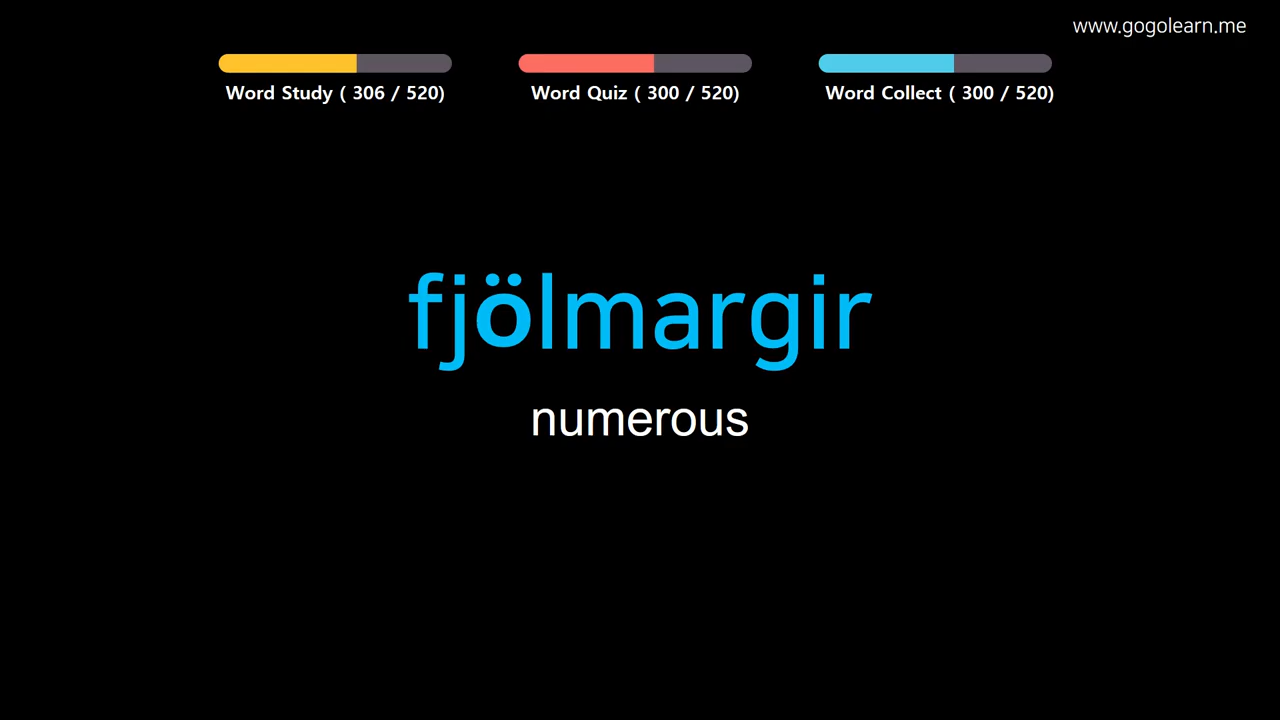 www.gogolearn.me
Word Study ( 306 / 520)
Word Quiz ( 300 / 520)
Word Collect ( 300 / 520)
fjölmargir
numerous